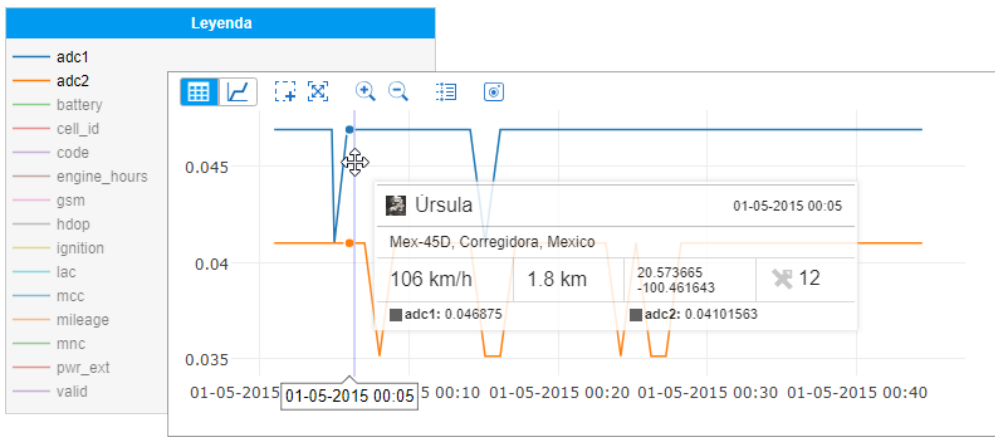 Leyenda
adc1
adc2
battery
cell_id
code
engine_hours
gsm
hdop
ignition
lac
mcc
mileage
mnc
pwr_ext
valid
0.045
0.04
0.035
Úrsula 01-05-2015 00:05
Mex-45D, Corregidora, Mexico
106 km/h 1.8 km 20.573665 12
-100.461643
adc1: 0.046875 adc2: 0.04101563
01-05-2015 01-05-2015 00:05 5 00:10 01-05-2015 00:20 01-05-2015 00:30 01-05-2015 00:40